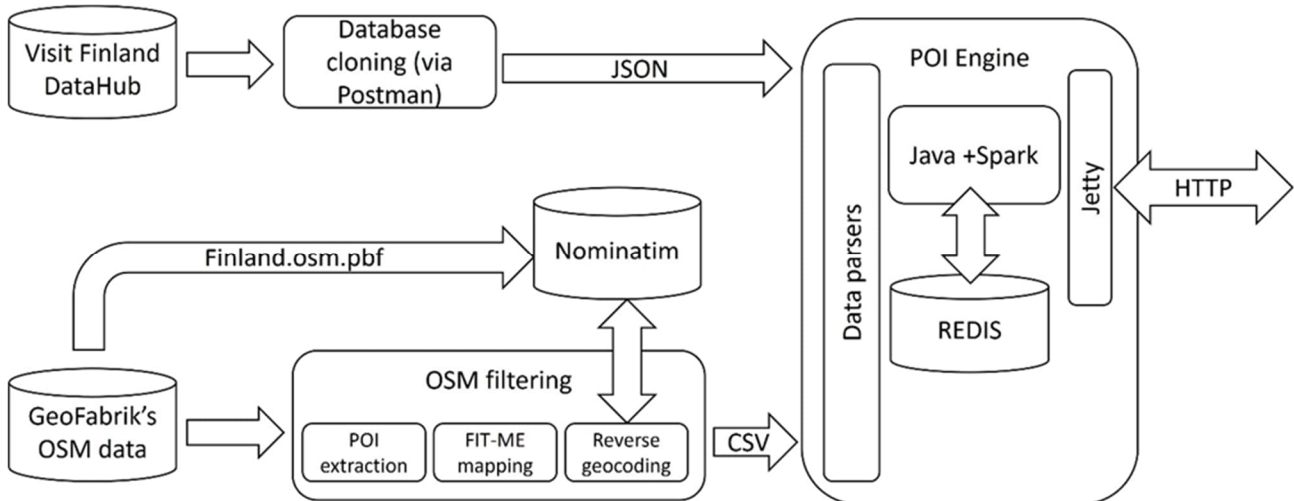 Visit Finland
DataHub
Database
cloning (via
Postman)
JSON
POI Engine
Data parsers
Java +Spark
Jetty
HTTP
REDIS
Finland.osm.pbf
Nominatim
GeoFabrik's
OSM data
OSM filtering
POI
extraction
FIT-ME
mapping
Reverse
geocoding
CSV